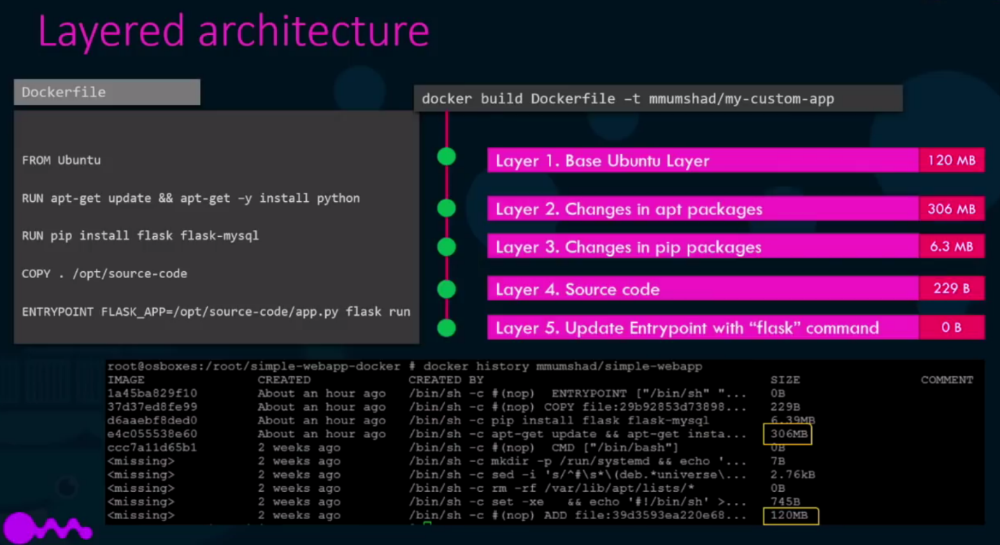 Layered architecture
Dockerfile
docker build Dockerfile –t mmumshad/my-custom-app
FROM Ubuntu
RUN apt-get update && apt-get –y install python
RUN pip install flask flask-mysql
COPY . /opt/source-code
ENTRYPOINT FLASK_APP=/opt/source-code/app.py flask run
Layer 1. Base Ubuntu Layer 120 MB
Layer 2. Changes in apt packages 306 MB
Layer 3. Changes in pip packages 6.3 MB
Layer 4. Source code 229 B
Layer 5. Update Entrypoint with “flask” command 0 B
root@osboxes:/root/simple-webapp-docker # docker history mmumshad/simple-webapp
IMAGE CREATED CREATED BY SIZE COMMENT
1a45ba829f10 About an hour ago /bin/sh -c #(nop) ENTRYPOINT ["/bin/sh" "... 0B
37d37ed8fe99 About an hour ago /bin/sh -c #(nop) COPY file:29b92853d73898... 229B
d6aaebf8ded0 About an hour ago /bin/sh -c pip install flask flask-mysql 6.39MB
e4c055538e60 About an hour ago /bin/sh -c apt-get update && apt-get insta... 306MB
ccc7a11d65b1 2 weeks ago /bin/sh -c #(nop) CMD ["/bin/bash"] 0B
<missing> 2 weeks ago /bin/sh -c mkdir -p /run/systemd && echo '... 7B
<missing> 2 weeks ago /bin/sh -c sed -i 's/^#\s*\(deb.*universe\... 2.76kB
<missing> 2 weeks ago /bin/sh -c rm -rf /var/lib/apt/lists/* 0B
<missing> 2 weeks ago /bin/sh -c set -xe && echo '#!/bin/sh' >... 745B
<missing> 2 weeks ago /bin/sh -c #(nop) ADD file:39d3593ea220e68... 120MB